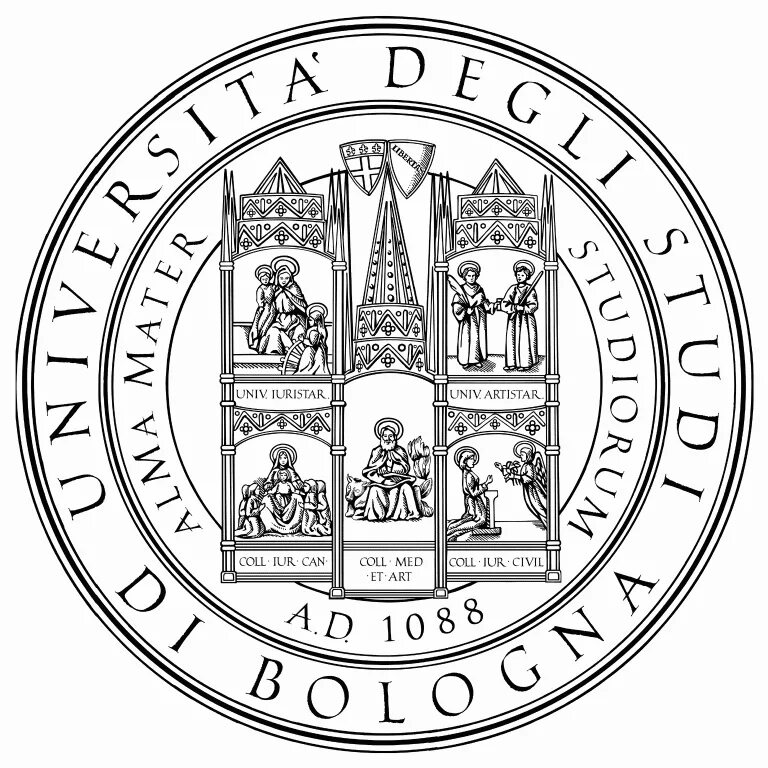 UNIVERSITÀ DEGLI STUDI DI BOLOGNA
ALMA MATER STUDIORUM
A.D. 1088
LIBERTAS
UNIV. IURISTAR.
UNIV. ARTISTAR.
COLL · IUR · CAN ·
COLL · MED
· ET · ART
COLL · IUR · CIVIL